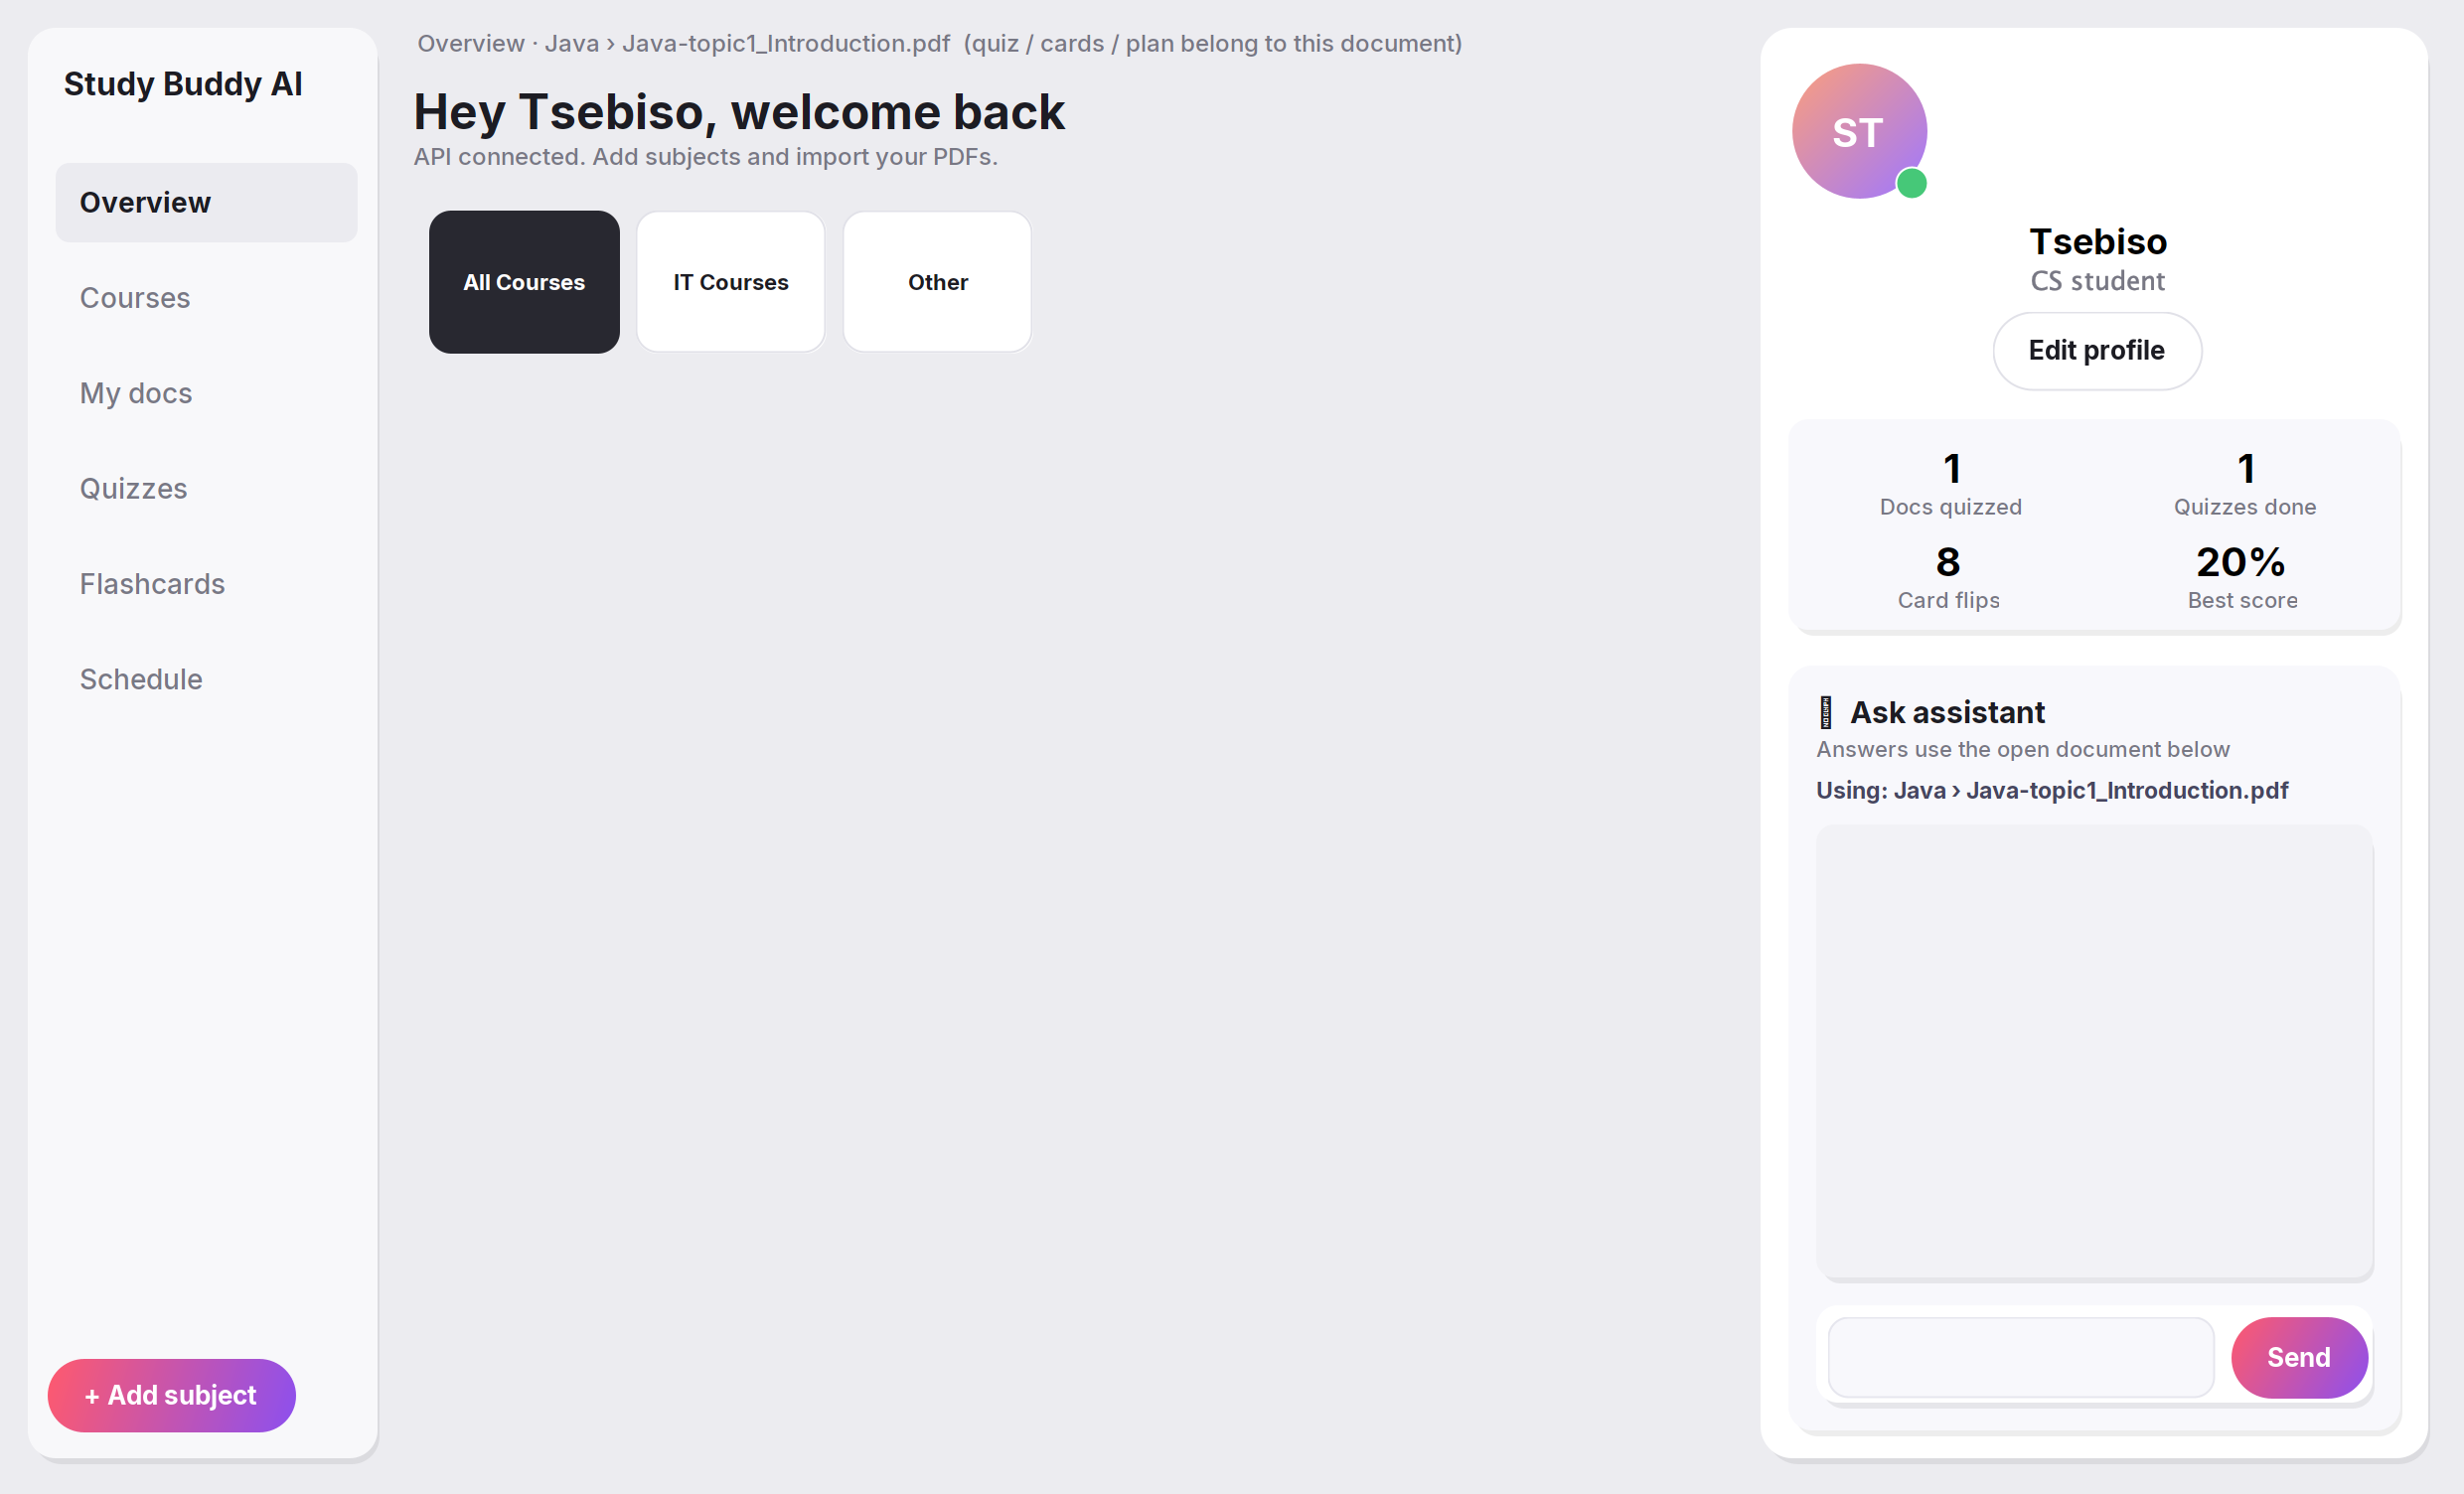 Study Buddy AI
Overview
Courses
My docs
Quizzes
Flashcards
Schedule
+ Add subject
Overview · Java › Java-topic1_Introduction.pdf (quiz / cards / plan belong to this document)
Hey Tsebiso, welcome back
API connected. Add subjects and import your PDFs.
All Courses
IT Courses
Other
ST
Tsebiso
CS student
Edit profile
1
Docs quizzed
1
Quizzes done
8
Card flips
20%
Best score
Ask assistant
Answers use the open document below
Using: Java › Java-topic1_Introduction.pdf
Send